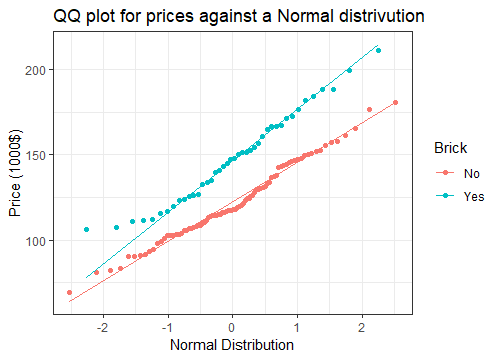 QQ plot for prices against a Normal distrivution
Price (1000$)
200
150
100
-2
-1
0
1
2
Normal Distribution
Brick
No
Yes